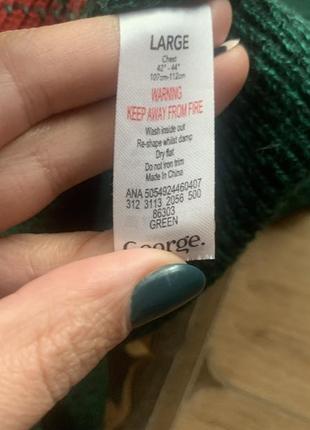 LARGE
Chest
42" - 44"
107cm-112cm
WARNING
KEEP AWAY FROM FIRE
Wash inside out
Re-shape whilst damp
Dry flat
Do not iron trim
Made In China
ANA 5054924460407
312 3113 2056 500
86303
GREEN
George.